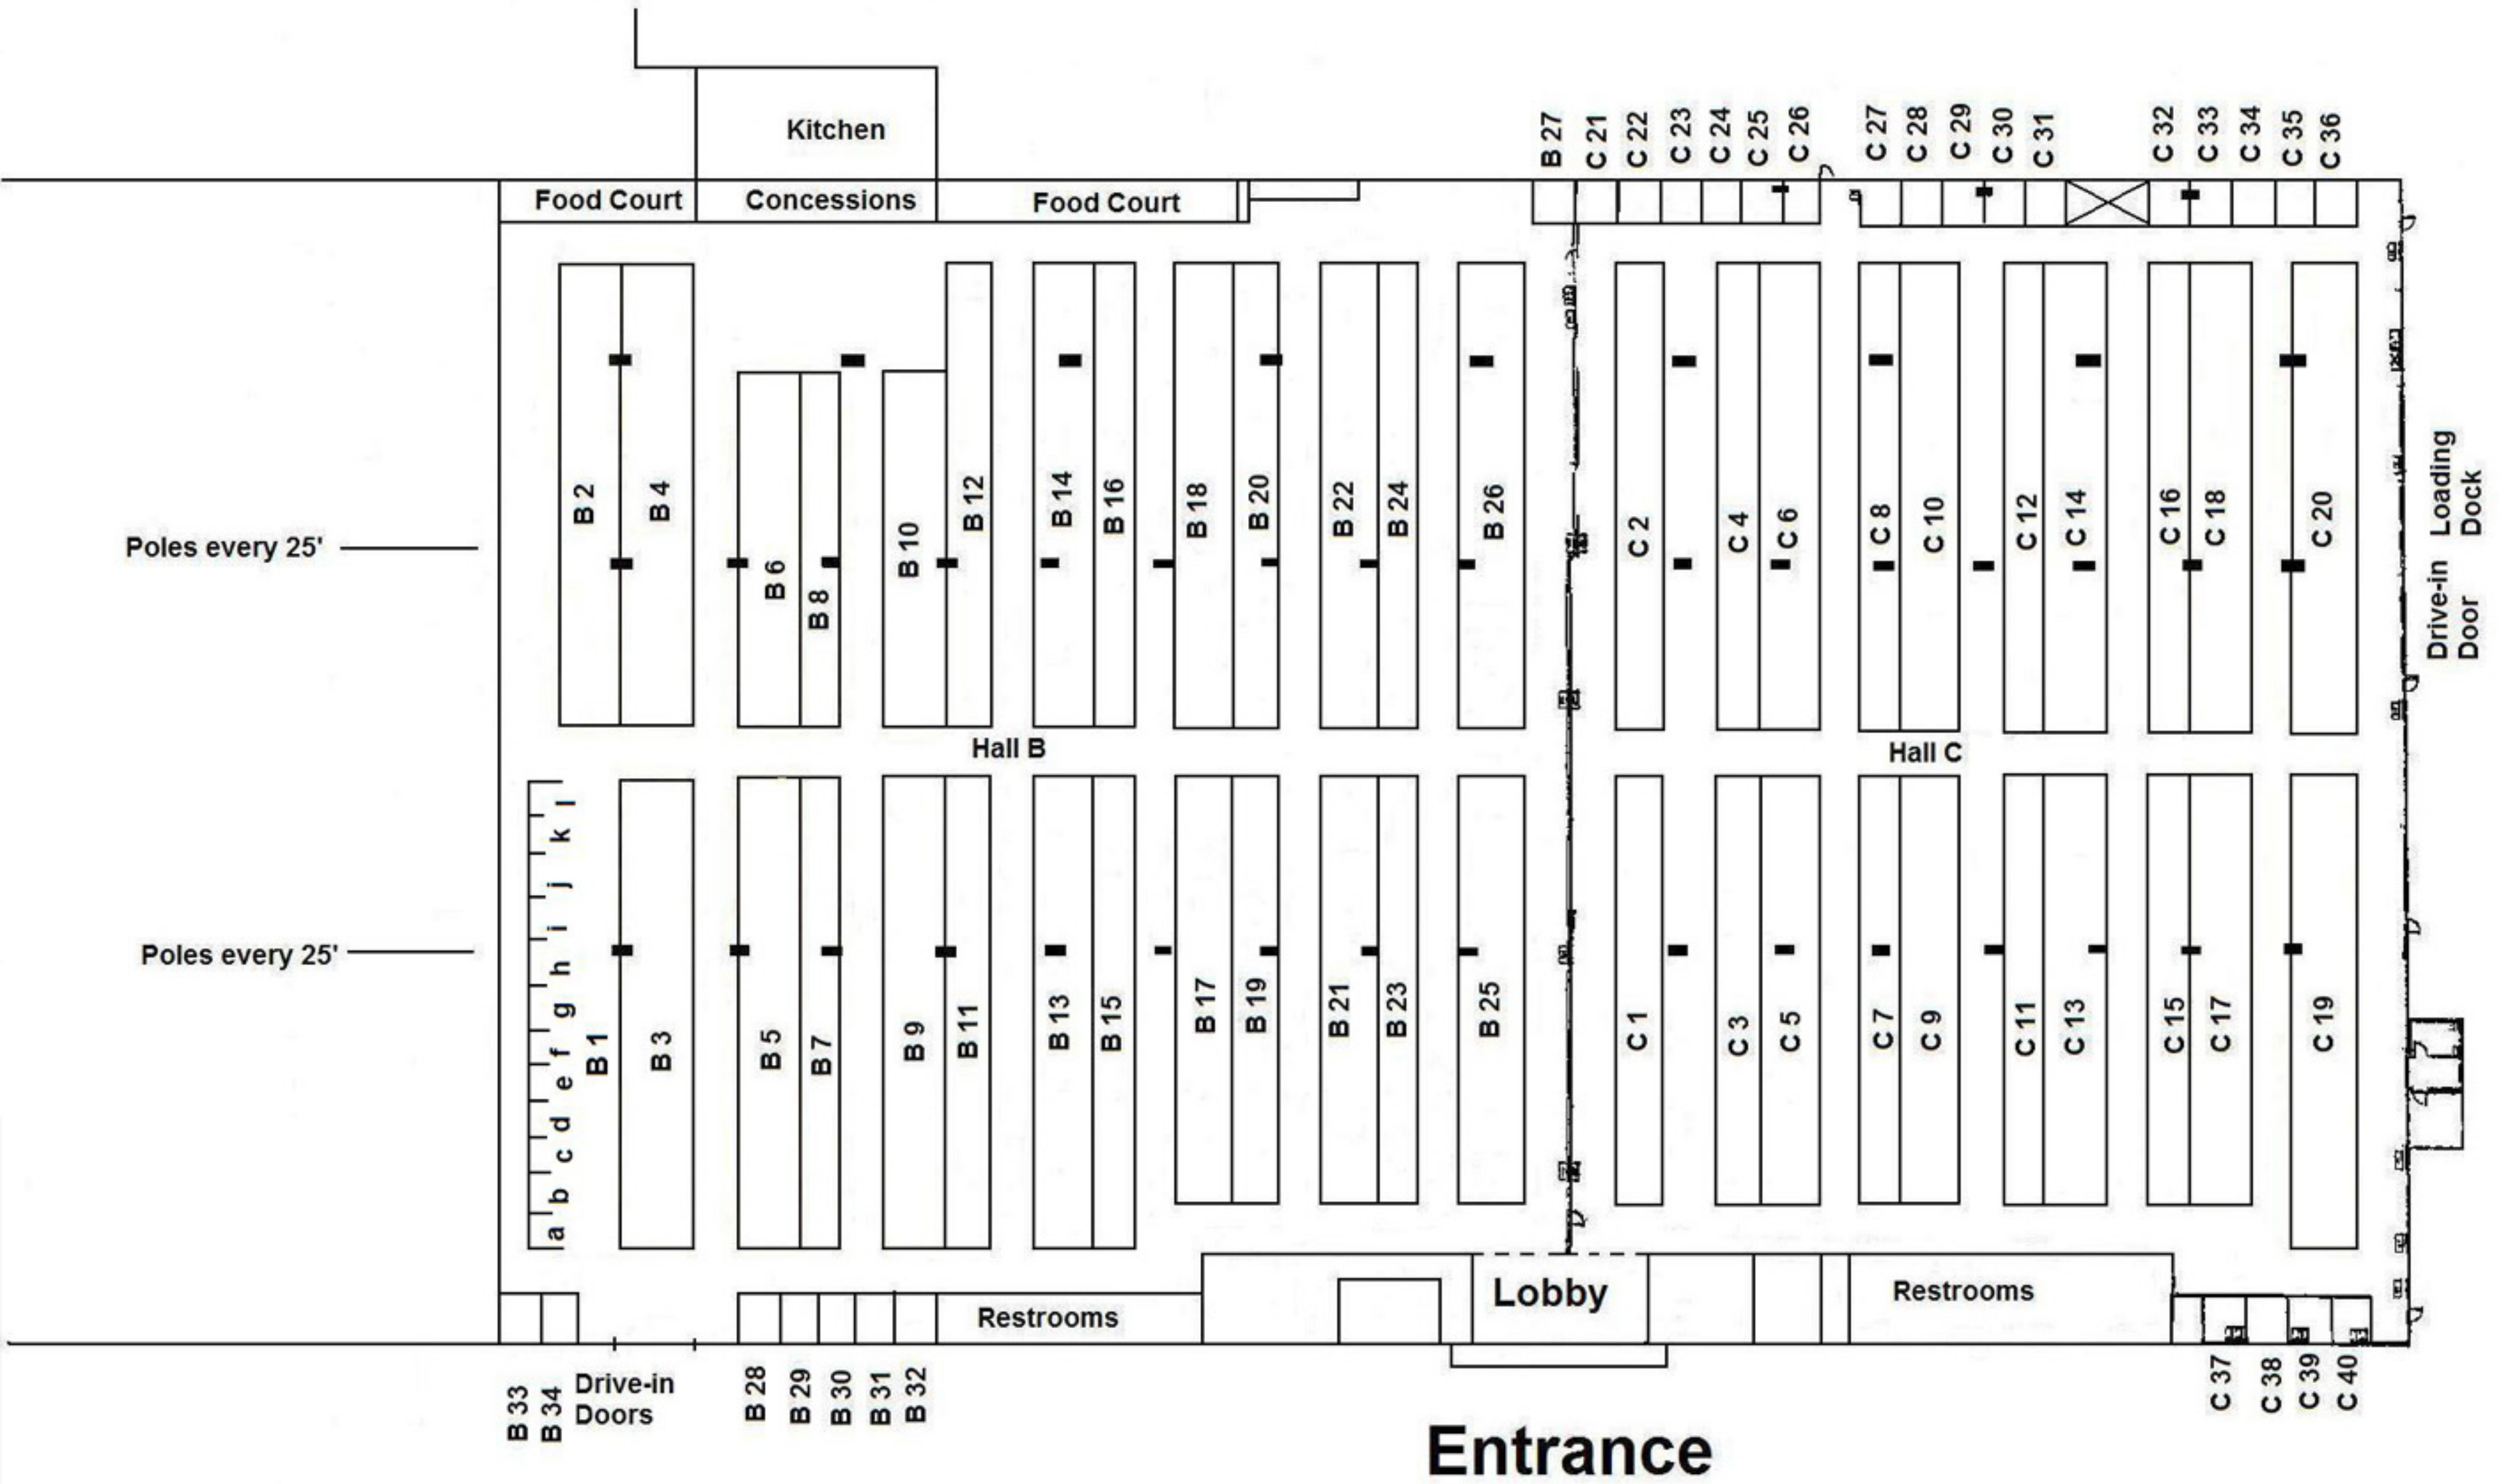 Kitchen
B 27
C 21
C 22
C 23
C 24
C 25
C 26
C 27
C 28
C 29
C 30
C 31
C 32
C 33
C 34
C 35
C 36
Food Court
Concessions
Food Court
Poles every 25'
B 2
B 4
B 6
B 8
B 10
B 12
B 14
B 16
B 18
B 20
B 22
B 24
B 26
C 2
C 4
C 6
C 8
C 10
C 12
C 14
C 16
C 18
C 20
Loading
Dock
Drive-in
Door
Hall B
Hall C
Poles every 25'
l
k
j
i
h
g
f
e
d
c
b
a
B 1
B 3
B 5
B 7
B 9
B 11
B 13
B 15
B 17
B 19
B 21
B 23
B 25
C 1
C 3
C 5
C 7
C 9
C 11
C 13
C 15
C 17
C 19
Lobby
Restrooms
Restrooms
B 33
B 34
Drive-in
Doors
B 28
B 29
B 30
B 31
B 32
C 37
C 38
C 39
C 40
Entrance